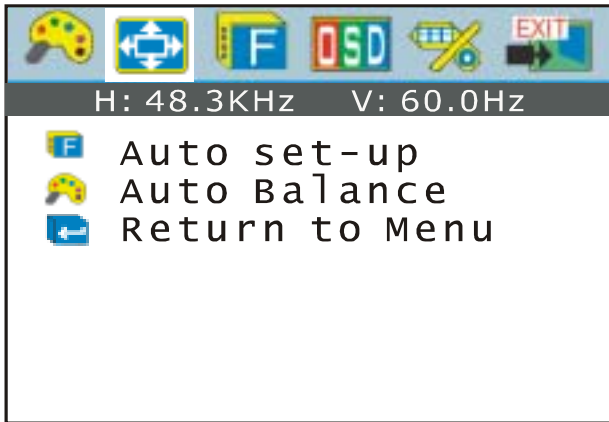 F OSD EXIT
H: 48.3KHz V: 60.0Hz
F Auto set-up
Auto Balance
Return to Menu